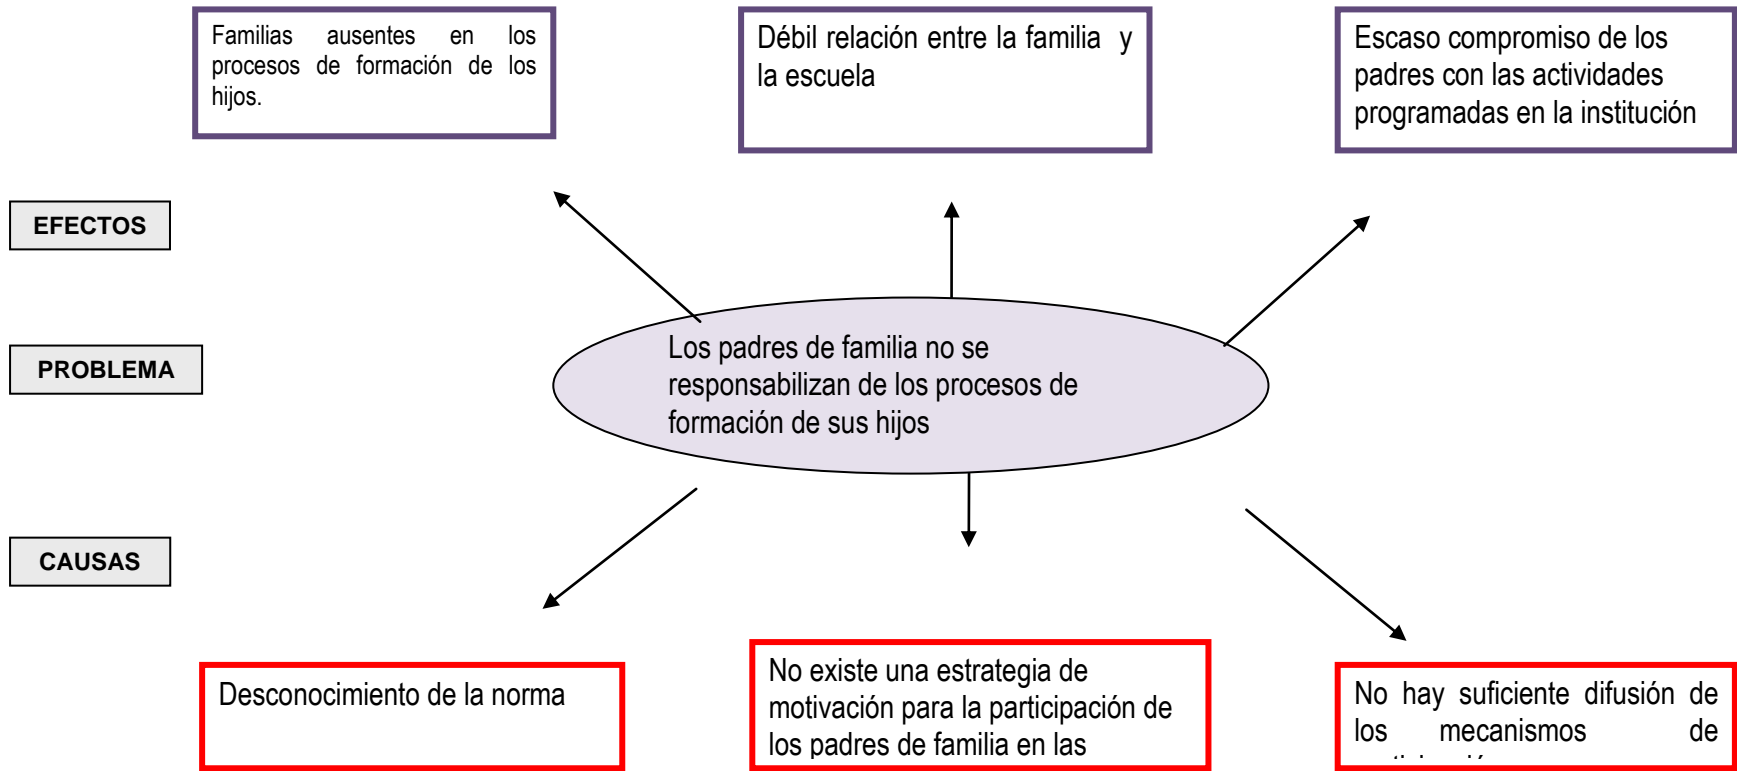 Familias ausentes en los
procesos de formación de los
hijos.
Débil relación entre la familia y
la escuela
Escaso compromiso de los
padres con las actividades
programadas en la institución
EFECTOS
PROBLEMA
Los padres de familia no se
responsabilizan de los procesos de
formación de sus hijos
CAUSAS
Desconocimiento de la norma
No existe una estrategia de
motivación para la participación de
los padres de familia en las
No hay suficiente difusión de
los mecanismos de